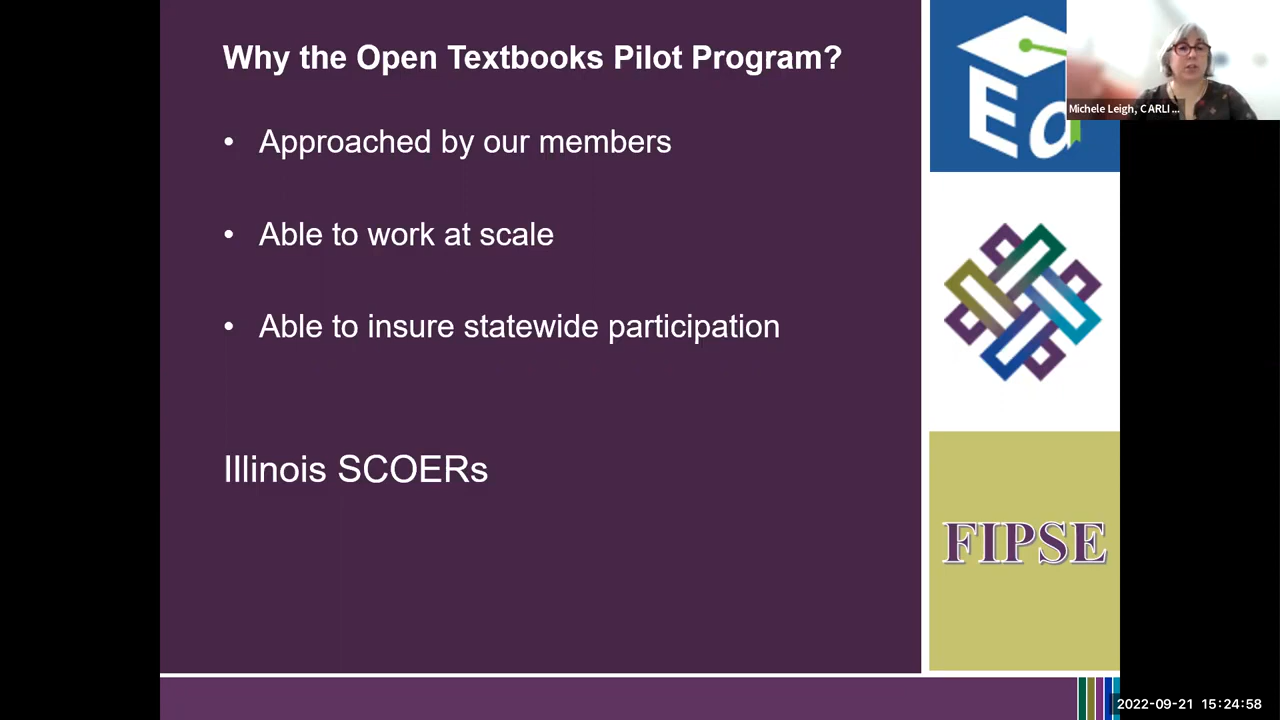 Why the Open Textbooks Pilot Program?
• Approached by our members
• Able to work at scale
• Able to insure statewide participation
Illinois SCOERs
Ed
FIPSE
Michele Leigh, CARLI ...
2022-09-21 15:24:58